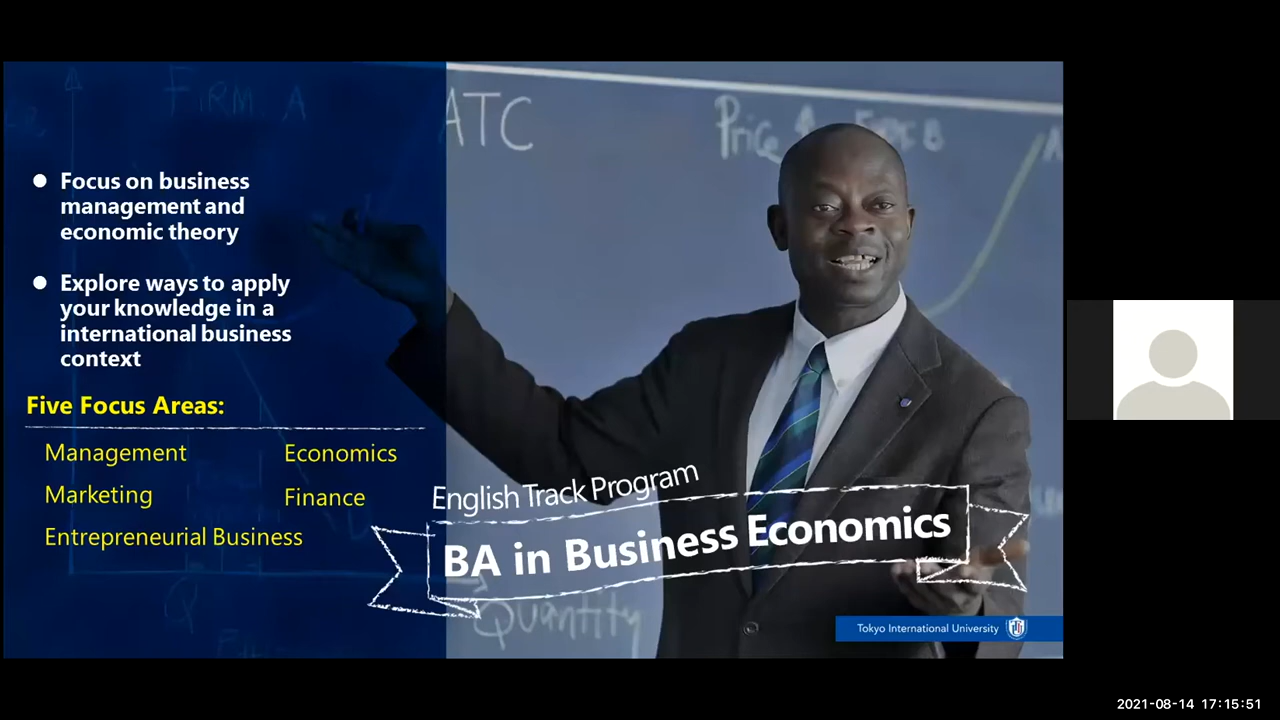 FIRM A
ATC
Price
● Focus on business
management and
economic theory
● Explore ways to apply
your knowledge in a
international business
context
Five Focus Areas:
Management
Economics
Marketing
Finance
Entrepreneurial Business
English Track Program
BA in Business Economics
Q
Quantity
Tokyo International University
2021-08-14 17:15:51